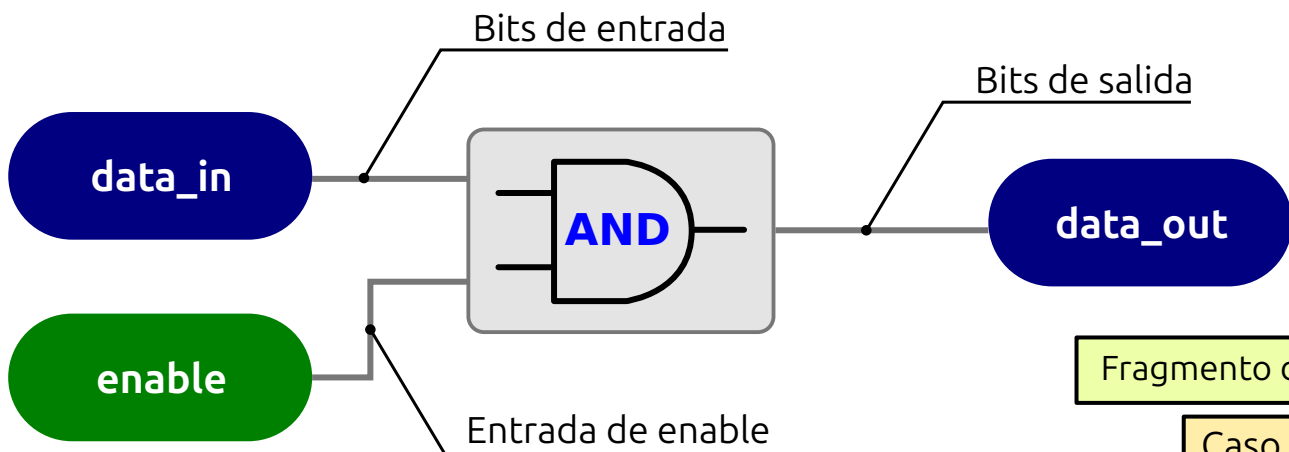 Bits de entrada
Bits de salida
data_in
AND
data_out
enable
Fragmento
Entrada de enable
Caso